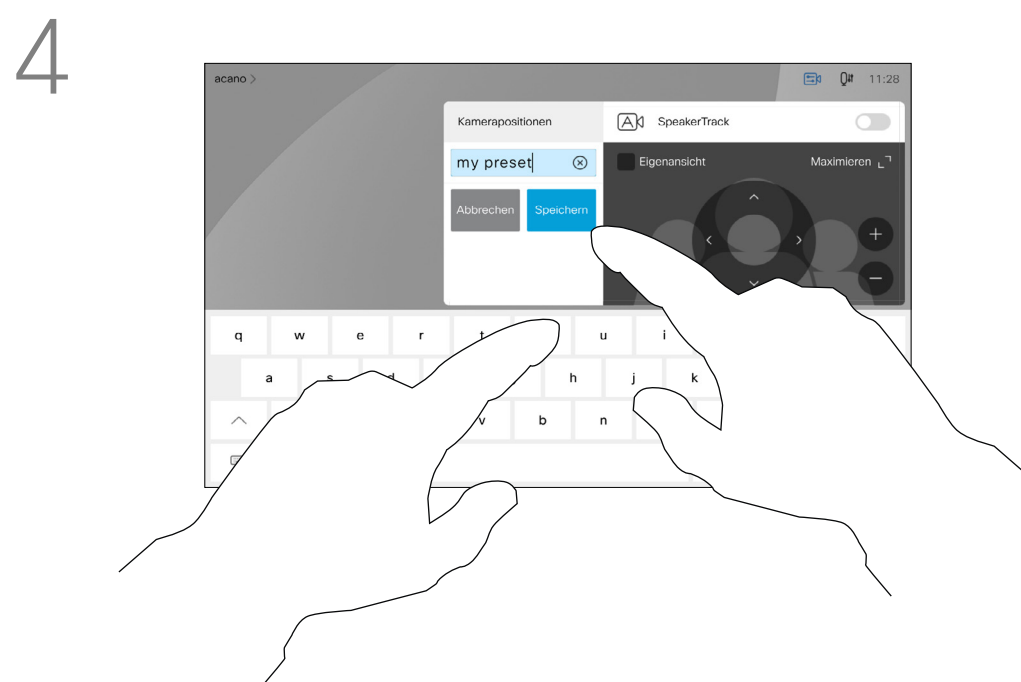 4
acano >
11:28
Kamerapositionen
SpeakerTrack
my preset
Eigenansicht
Maximieren
Abbrechen
Speichern
q w e r t u i
a s d h j k
v b n